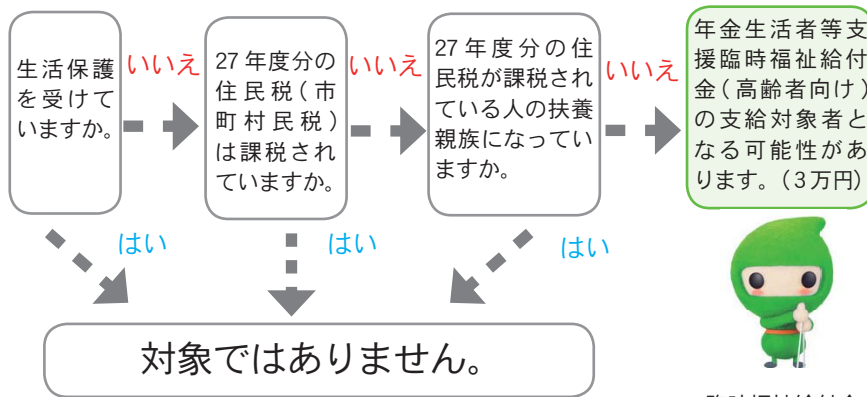 生活保護
を受けて
いますか。
いいえ
27年度分の
住民税(市
町村民税)
は課税され
ていますか。
いいえ
27年度分の住
民税が課税され
ている人の扶養
親族になってい
ますか。
いいえ
年金生活者等支
援臨時福祉給付
金(高齢者向け)
の支給対象者と
なる可能性があ
ります。(3万円)
はい
はい
はい
対象ではありません。